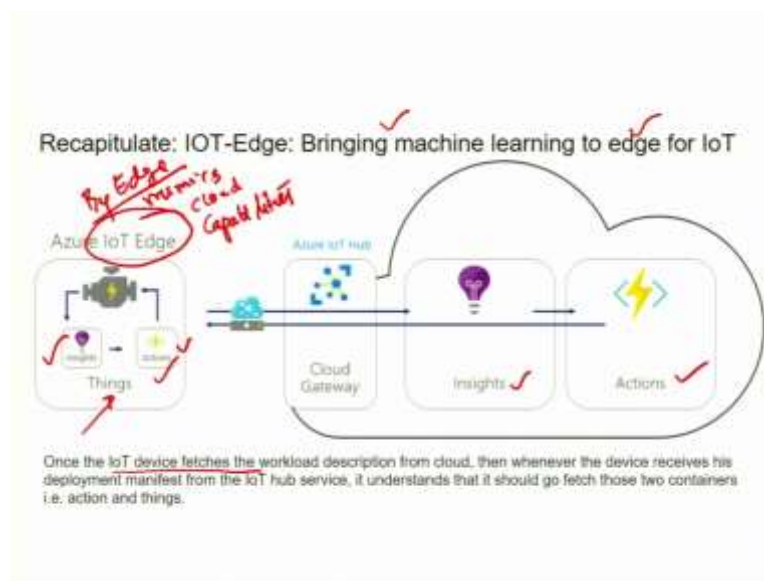 Recapitulate: IOT-Edge: Bringing machine learning to edge for IoT
By Edge
mimics
cloud
Capabilities
Azure IoT Edge
Azure IoT Hub
Insights
Actions
Things
Cloud
Gateway
Insights
Actions
Once the IoT device fetches the workload description from cloud, then whenever the device receives his
deployment manifest from the IoT hub service, it understands that it should go fetch those two containers
i.e. action and things.